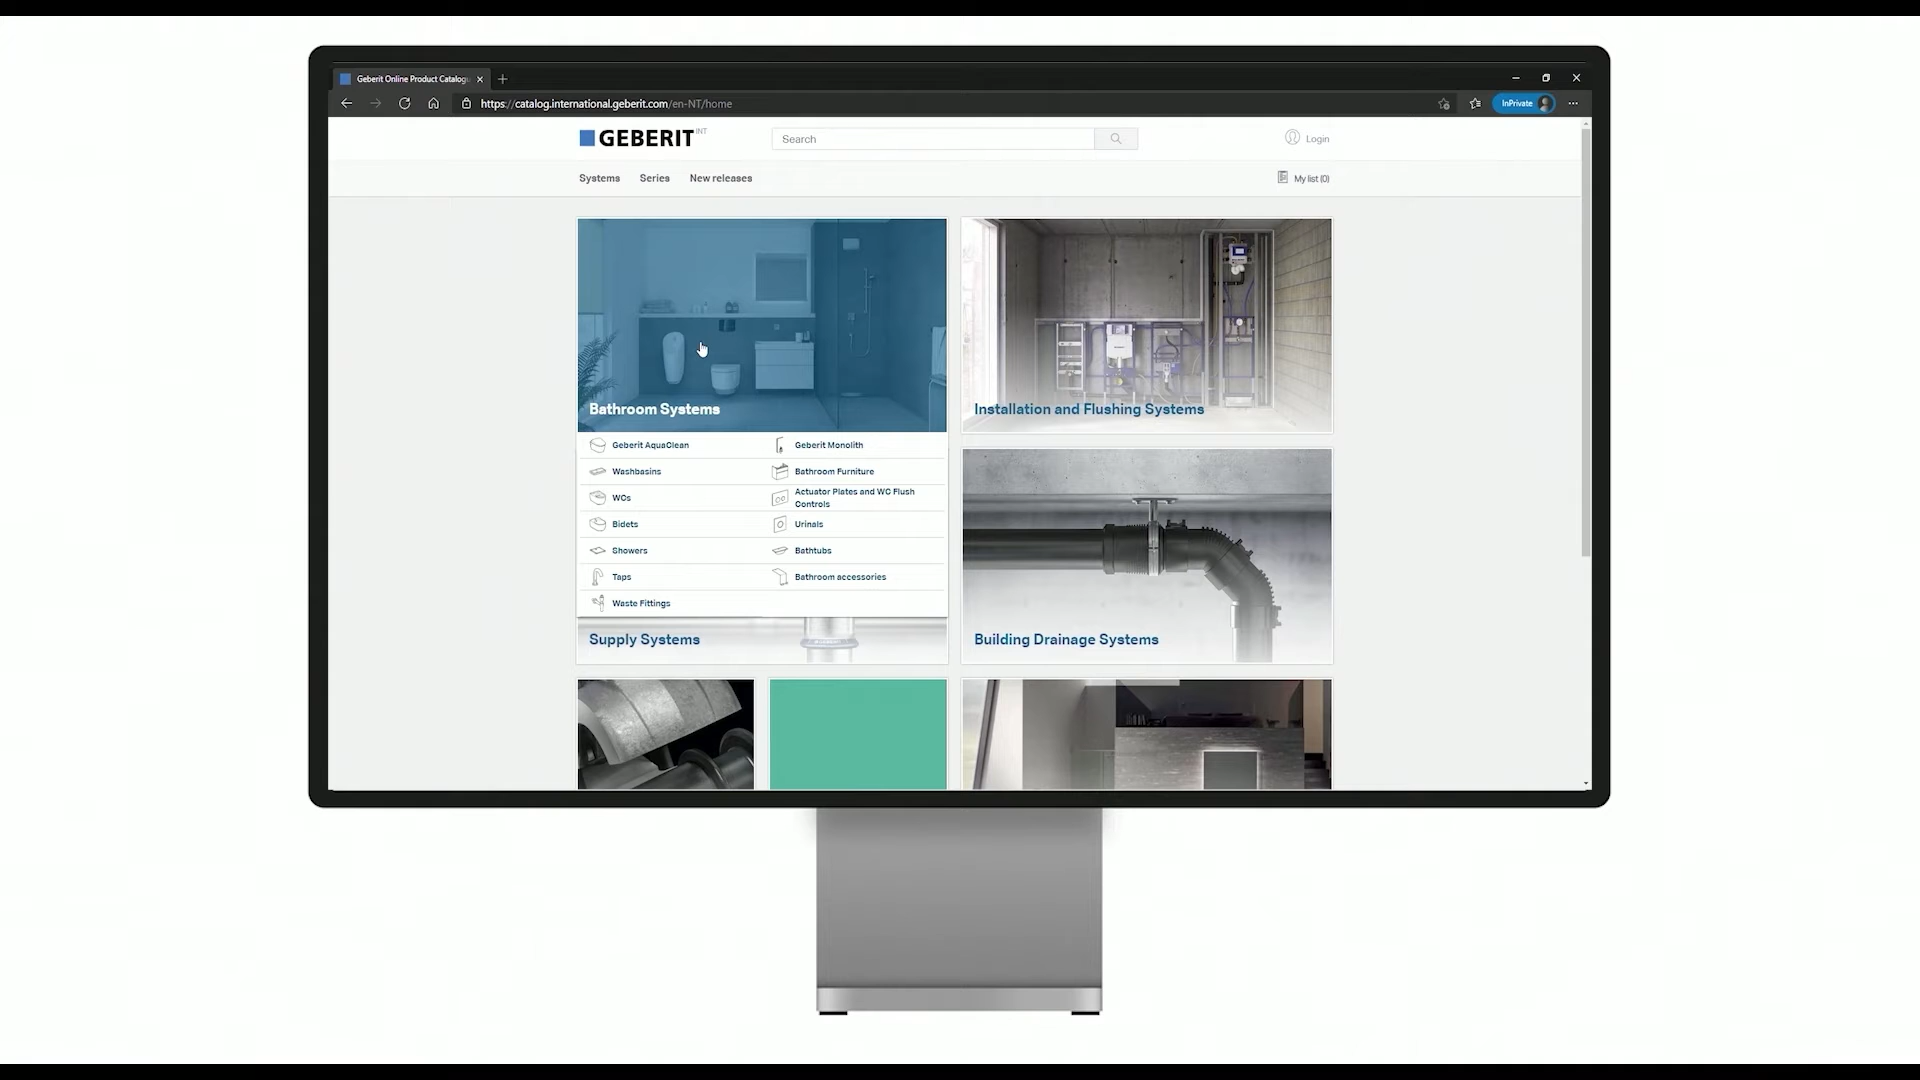 Geberit Online Product Catalog
https://catalog.international.geberit.com/en-NT/home
InPrivate
GEBERIT INT
Search
Login
Systems
Series
New releases
My list (0)
Bathroom Systems
Installation and Flushing Systems
Geberit AquaClean
Geberit Monolith
Washbasins
Bathroom Furniture
WCs
Actuator Plates and WC Flush
Controls
Bidets
Urinals
Showers
Bathtubs
Taps
Bathroom accessories
Waste Fittings
Supply Systems
Building Drainage Systems